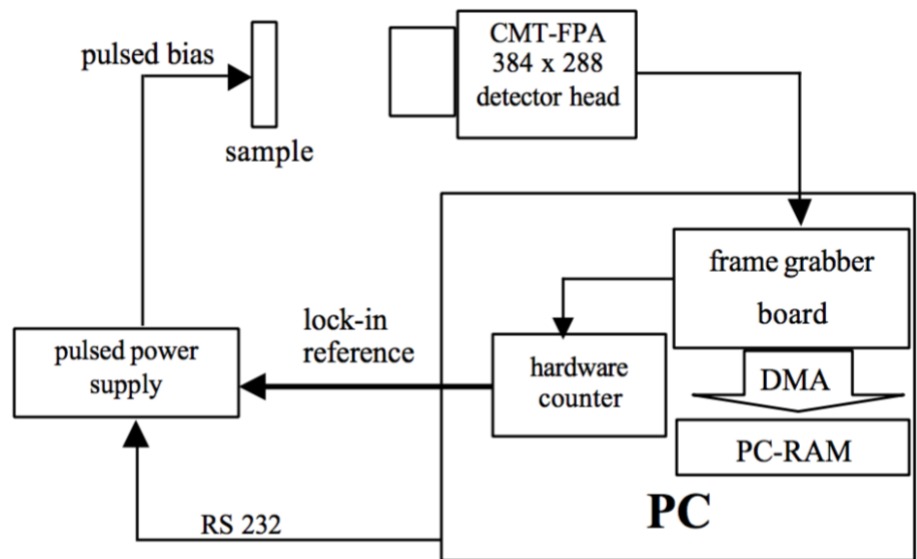 pulsed bias
sample
CMT-FPA
384 x 288
detector head
frame grabber
board
lock-in
reference
pulsed power
supply
hardware
counter
DMA
PC-RAM
PC
RS 232